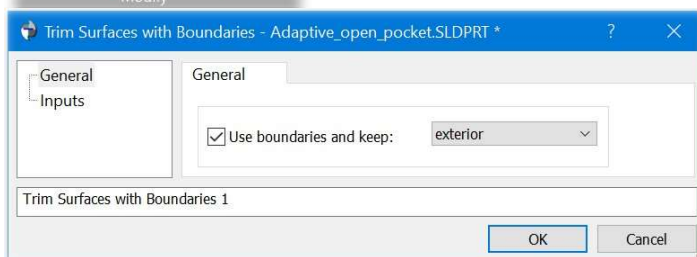 Modify
Trim Surfaces with Boundaries - Adaptive_open_pocket.SLDPRT * ? ×
General
Inputs
General
Use boundaries and keep: exterior
Trim Surfaces with Boundaries 1
OK Cancel